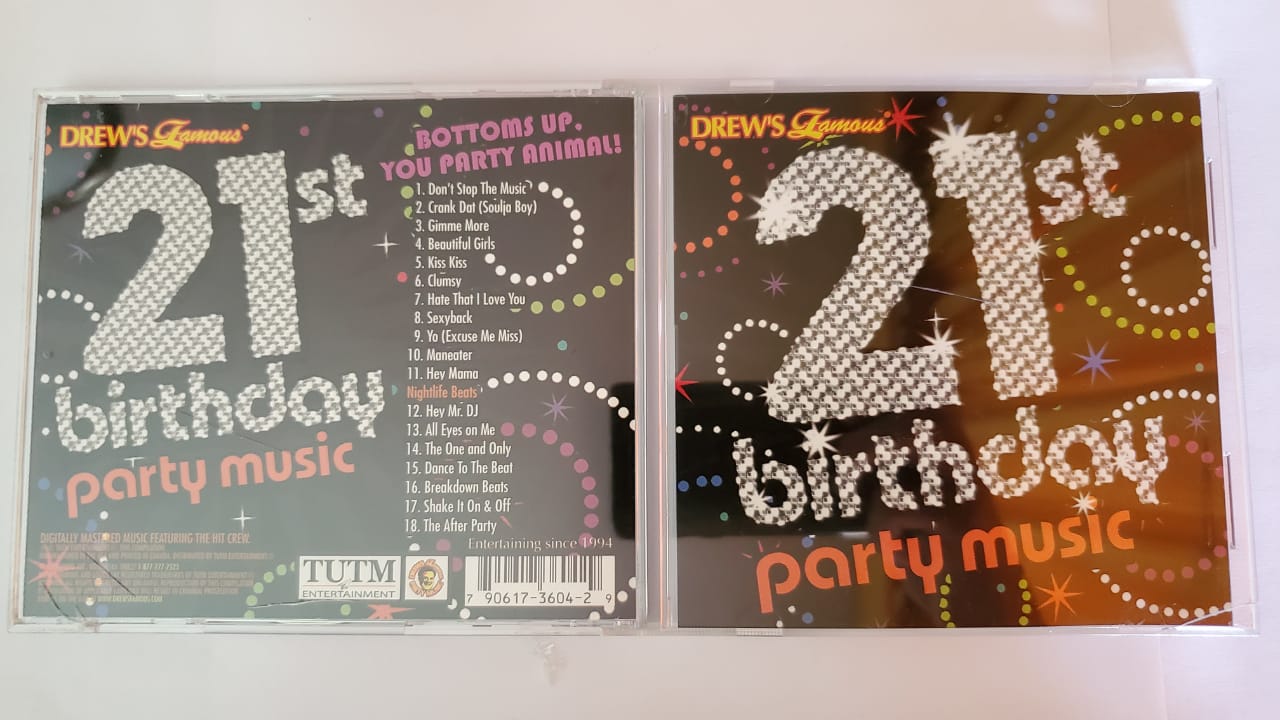 DREW'S Famous
21st
birthday
party music
BOTTOMS UP,
YOU PARTY ANIMAL!
1. Don't Stop The Music
2. Crank Dat (Soulja Boy)
3. Gimme More
4. Beautiful Girls
5. Kiss Kiss
6. Clumsy
7. Hate That I Love You
8. Sexyback
9. Yo (Excuse Me Miss)
10. Maneater
11. Hey Mama
Nightlife Beats
12. Hey Mr. DJ
13. All Eyes on Me
14. The One and Only
15. Dance To The Beat
16. Breakdown Beats
17. Shake It On & Off
18. The After Party
DIGITALLY MASTERED MUSIC FEATURING THE HIT CREW.
WWW.DREWSFAMOUS.COM
Entertaining since 1994
TUTM
ENTERTAINMENT
7 90617-3604-2 9
DREW'S Famous
21st
birthday
party music